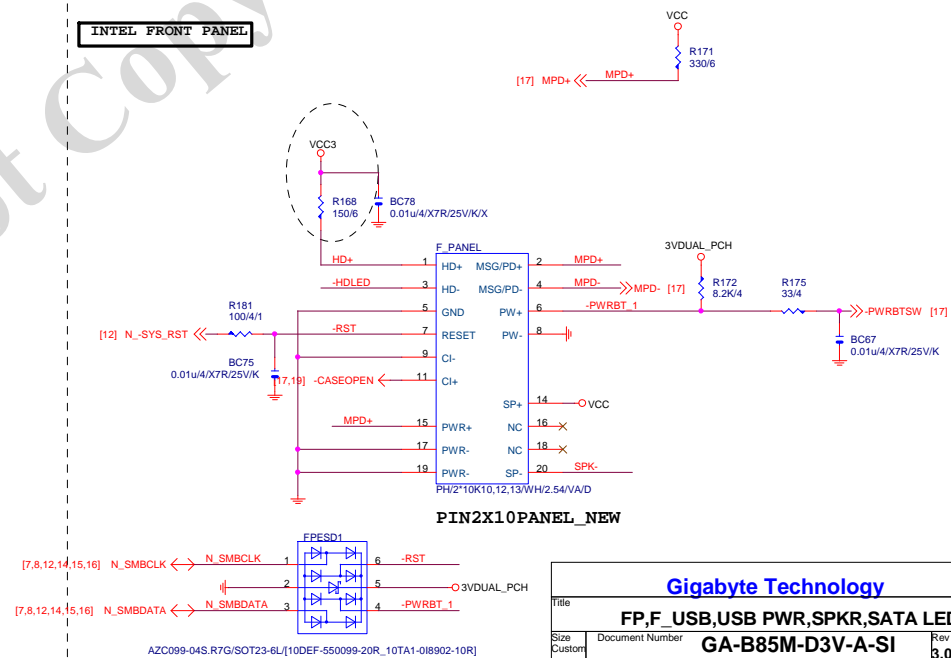 ot Copy
INTEL FRONT PANEL
VCC
R171
330/6
[17] MPD+
MPD+
VCC3
R168
150/6
BC78
0.01u/4/X7R/25V/K/X
F_PANEL
HD+
1 HD+ MSG/PD+ 2
MPD+
-HDLED
3 HD- MSG/PD- 4
MPD-
MPD- [17]
5 GND PW+ 6
-PWRBT_1
3VDUAL_PCH
R172
8.2K/4
R175
33/4
-PWRBTSW [17]
BC67
0.01u/4/X7R/25V/K
R181
100/4/1
[12] N_-SYS_RST
-RST
7 RESET PW- 8
BC75
0.01u/4/X7R/25V/K
9 CI-
[17,19] -CASEOPEN
11 CI+
SP+ 14
VCC
MPD+
15 PWR+ NC 16
17 PWR- NC 18
19 PWR- SP- 20
SPK-
PH/2*10K10,12,13/WH/2.54/VA/D
PIN2X10PANEL_NEW
FPESD1
[7,8,12,14,15,16] N_SMBCLK
N_SMBCLK
1 6
-RST
2 5
3VDUAL_PCH
[7,8,12,14,15,16] N_SMBDATA
N_SMBDATA
3 4
-PWRBT_1
AZC099-04S.R7G/SOT23-6L/[10DEF-550099-20R_10TA1-0I8902-10R]
Gigabyte Technology
Title
FP,F_USB,USB PWR,SPKR,SATA LED
Size
Custom
Document Number
GA-B85M-D3V-A-SI
Rev
3.0